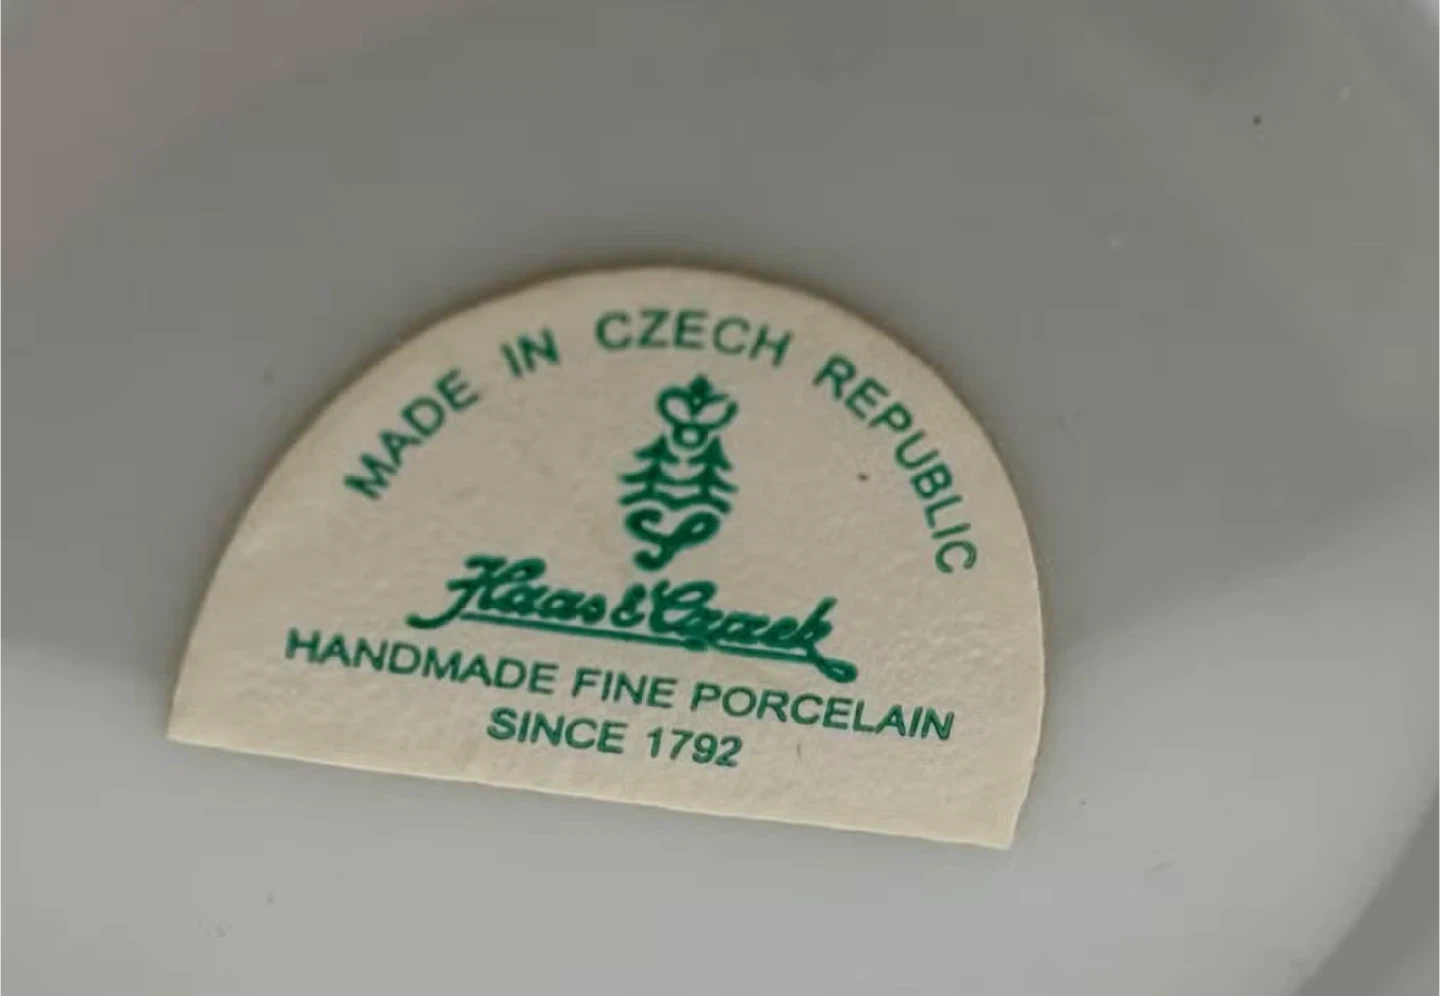 MADE IN CZECH REPUBLIC
Haas & Czjzek
HANDMADE FINE PORCELAIN
SINCE 1792